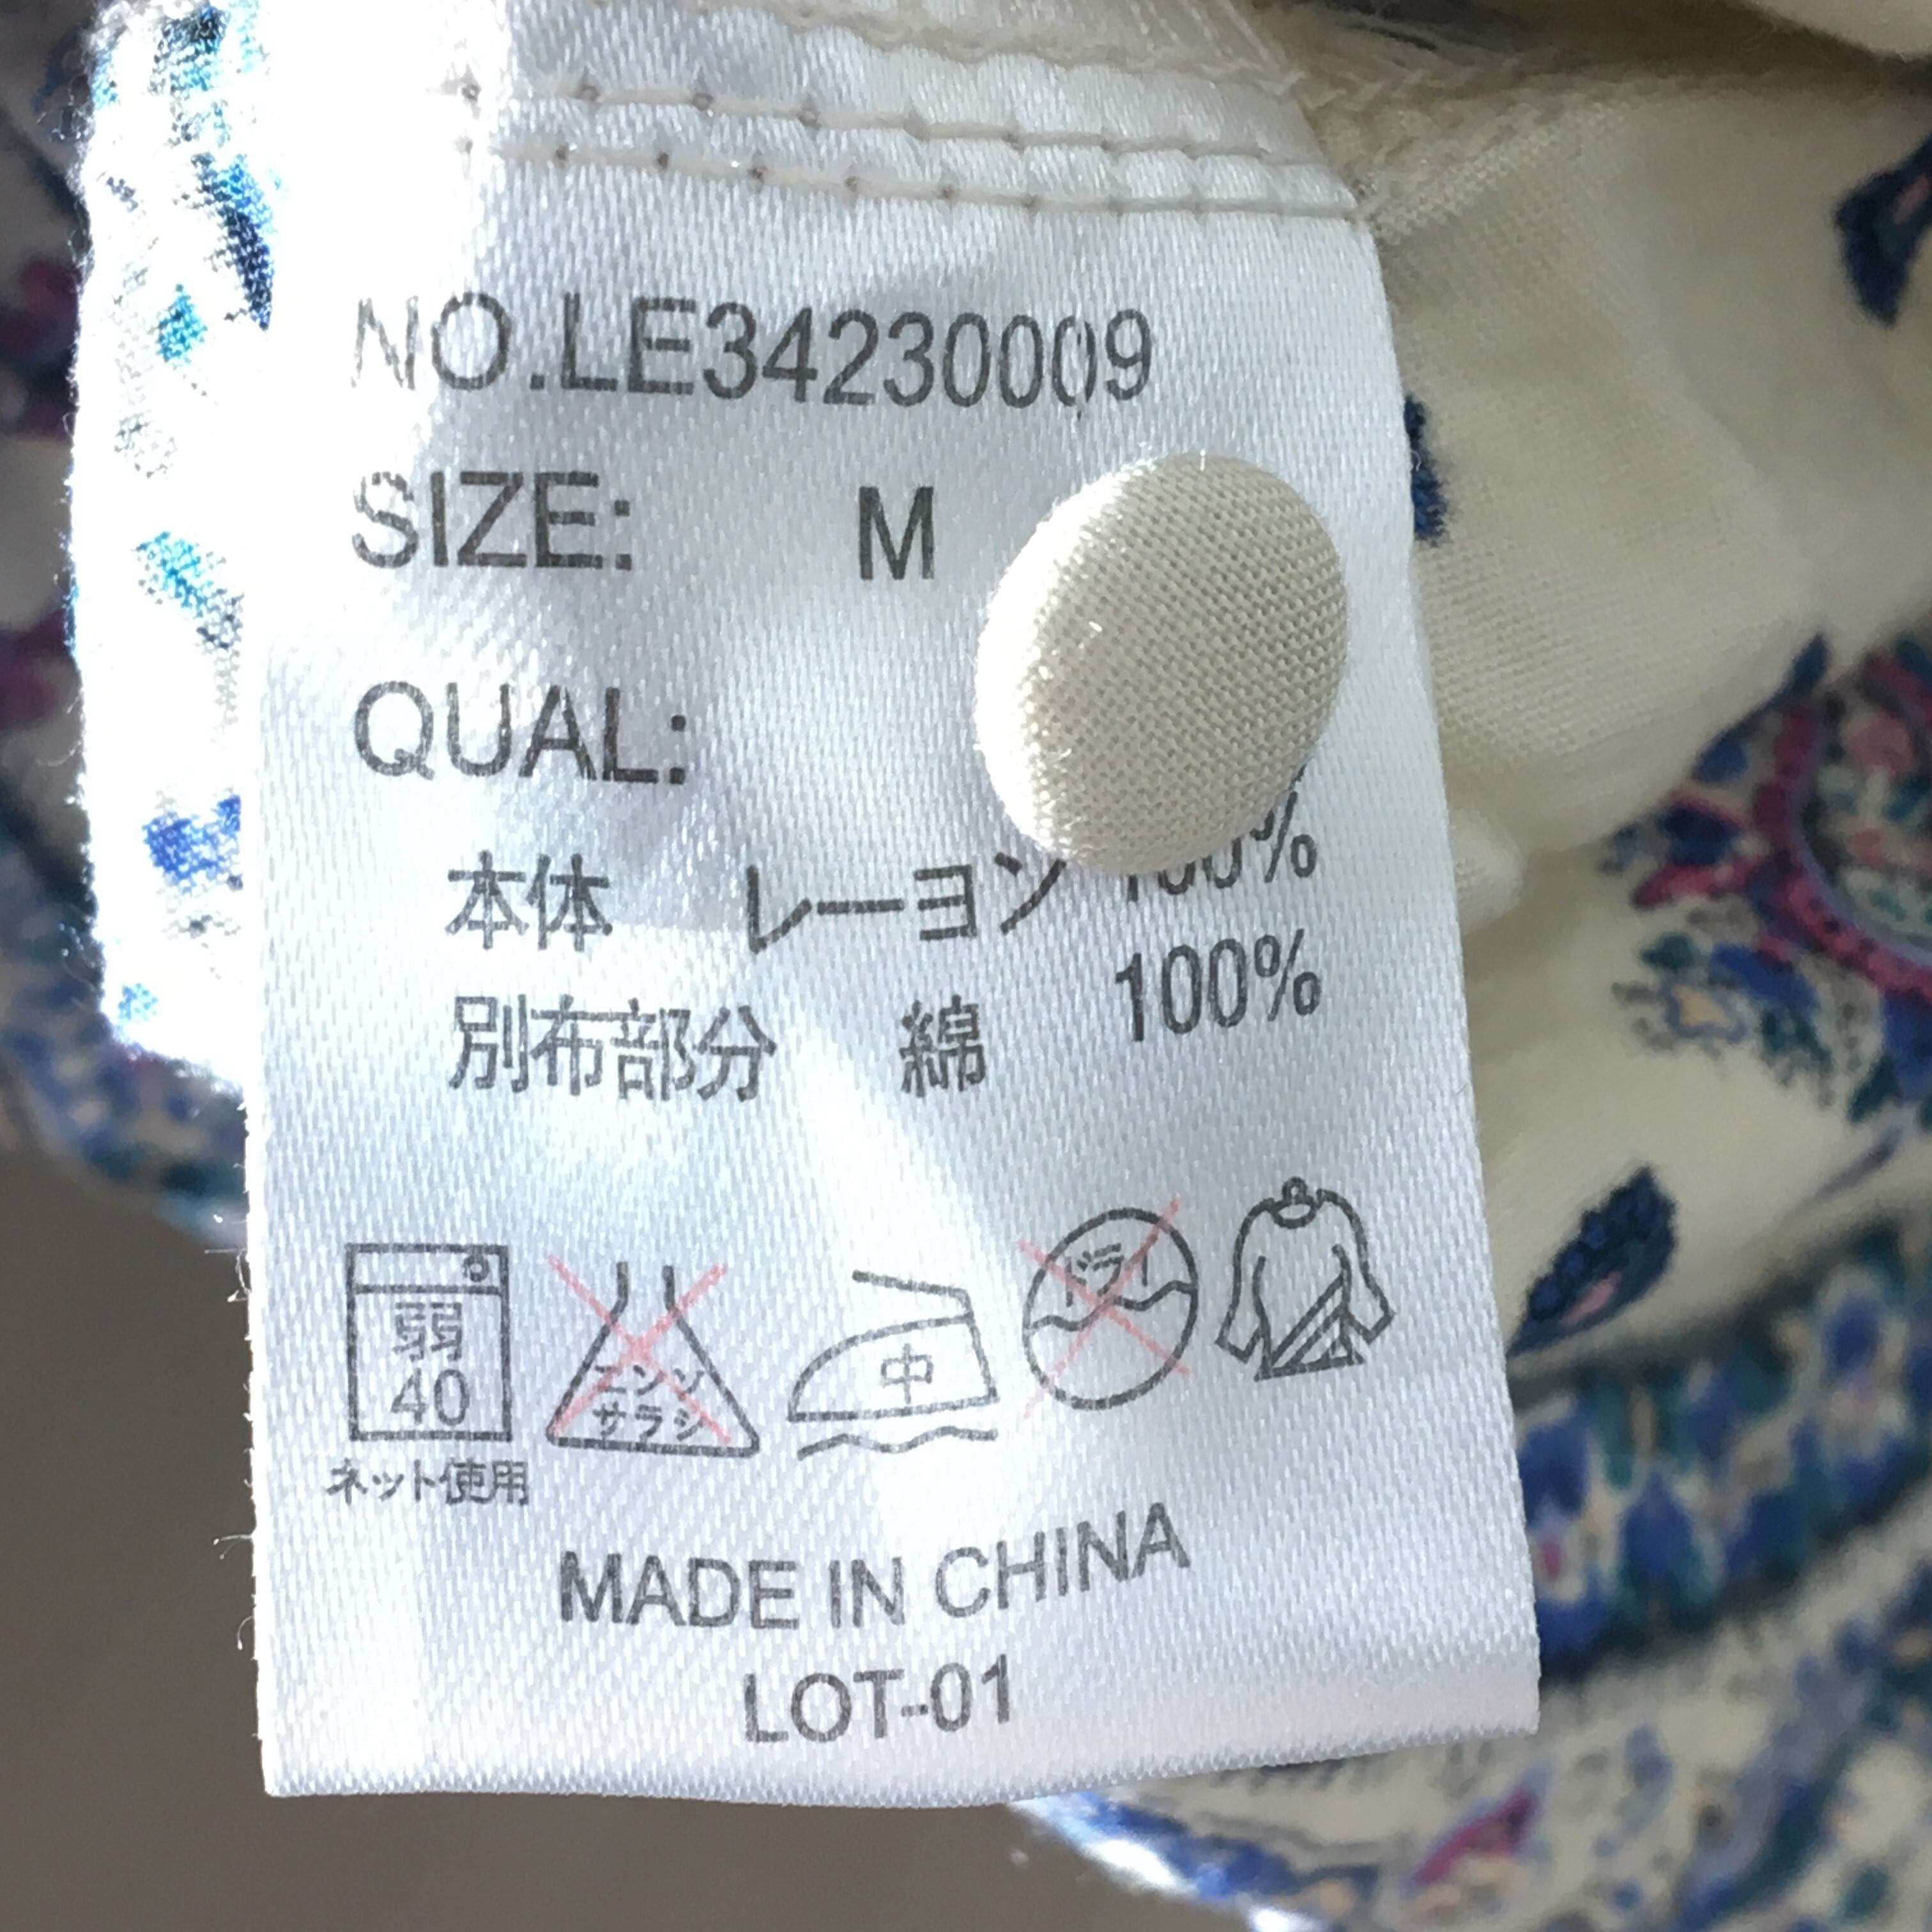 NO.LE34230009
SIZE: M
QUAL:
本体 レーヨン 100%
別布部分 綿 100%
弱
40
エンソ
サラシ
中
ドライ
ネット使用
MADE IN CHINA
LOT-01